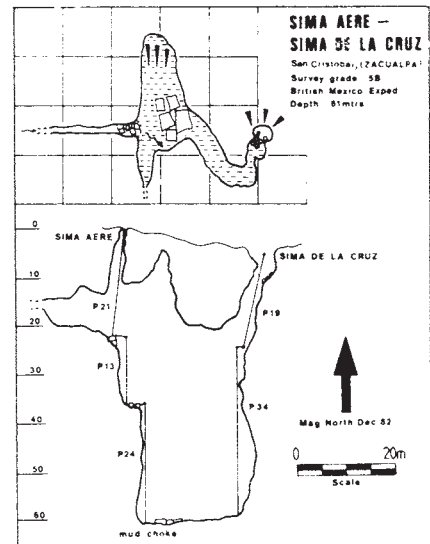 SIMA AERE –
SIMA DE LA CRUZ
San Cristobal, (ZACUALPA)
Survey grade 5B
British Mexico Exped
Depth 61mtrs
0
SIMA AERE
SIMA DE LA CRUZ
10
P21
P19
20
P13
30
P34
40
P24
50
60
mud choke
Mag North Dec 82
0 20m
Scale